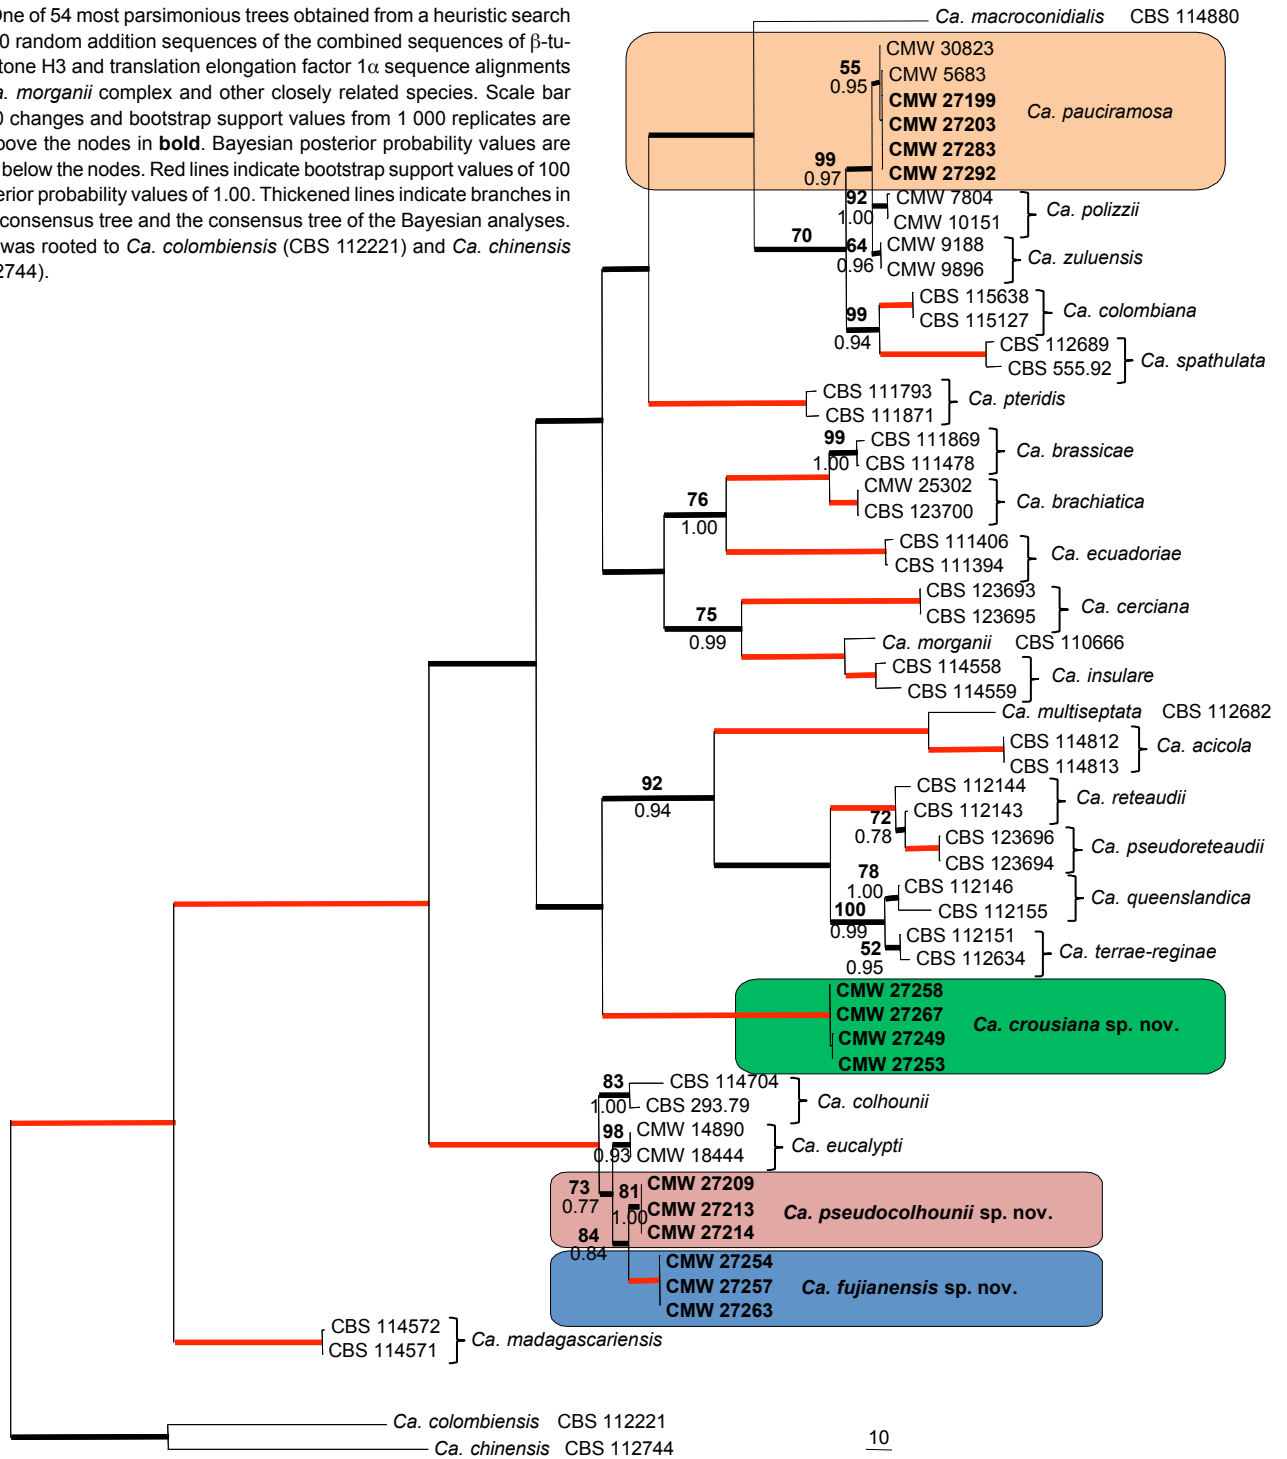 One of 54 most parsimonious trees obtained from a heuristic search
0 random addition sequences of the combined sequences of β-tu-
tone H3 and translation elongation factor 1α sequence alignments
a. morganii complex and other closely related species. Scale bar
0 changes and bootstrap support values from 1 000 replicates are
bove the nodes in bold. Bayesian posterior probability values are
below the nodes. Red lines indicate bootstrap support values of 100
erior probability values of 1.00. Thickened lines indicate branches in
consensus tree and the consensus tree of the Bayesian analyses.
was rooted to Ca. colombiensis (CBS 112221) and Ca. chinensis
2744).
Ca. macroconidialis CBS 114880
CMW 30823
55
0.95
CMW 5683
CMW 27199
Ca. pauciramosa
CMW 27203
CMW 27283
99
0.97
CMW 27292
92
1.00
CMW 7804
Ca. polizzii
CMW 10151
70
64
0.96
CMW 9188
Ca. zuluensis
CMW 9896
CBS 115638
Ca. colombiana
99
0.94
CBS 115127
CBS 112689
Ca. spathulata
CBS 555.92
CBS 111793
Ca. pteridis
CBS 111871
99
1.00
CBS 111869
Ca. brassicae
CBS 111478
CMW 25302
Ca. brachiatica
76
1.00
CBS 123700
CBS 111406
Ca. ecuadoriae
CBS 111394
CBS 123693
Ca. cerciana
75
0.99
CBS 123695
Ca. morganii CBS 110666
CBS 114558
Ca. insulare
CBS 114559
Ca. multiseptata CBS 112682
CBS 114812
Ca. acicola
CBS 114813
92
0.94
CBS 112144
Ca. reteaudii
72
0.78
CBS 112143
CBS 123696
Ca. pseudoreteaudii
CBS 123694
78
1.00
CBS 112146
Ca. queenslandica
100
0.99
CBS 112155
CBS 112151
Ca. terrae-reginae
52
0.95
CBS 112634
CMW 27258
CMW 27267
Ca. crousiana sp. nov.
CMW 27249
CMW 27253
83
1.00
CBS 114704
Ca. colhounii
CBS 293.79
98
0.93
CMW 14890
Ca. eucalypti
CMW 18444
73
0.77
81
1.00
CMW 27209
CMW 27213
Ca. pseudocolhounii sp. nov.
CMW 27214
84
0.84
CMW 27254
CMW 27257
Ca. fujianensis sp. nov.
CMW 27263
CBS 114572
Ca. madagascariensis
CBS 114571
Ca. colombiensis CBS 112221
Ca. chinensis CBS 112744
10